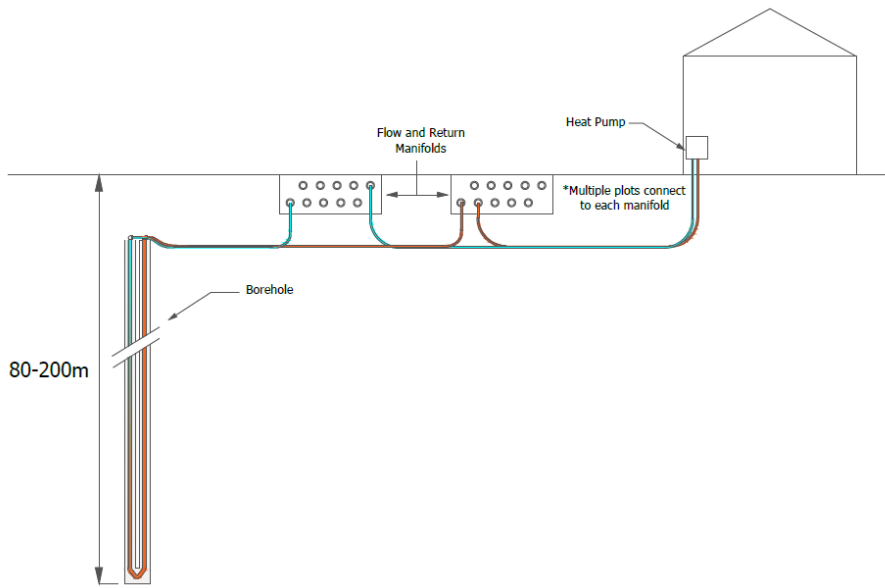 Flow and Return
Manifolds
Heat Pump
*Multiple plots connect
to each manifold
Borehole
80-200m